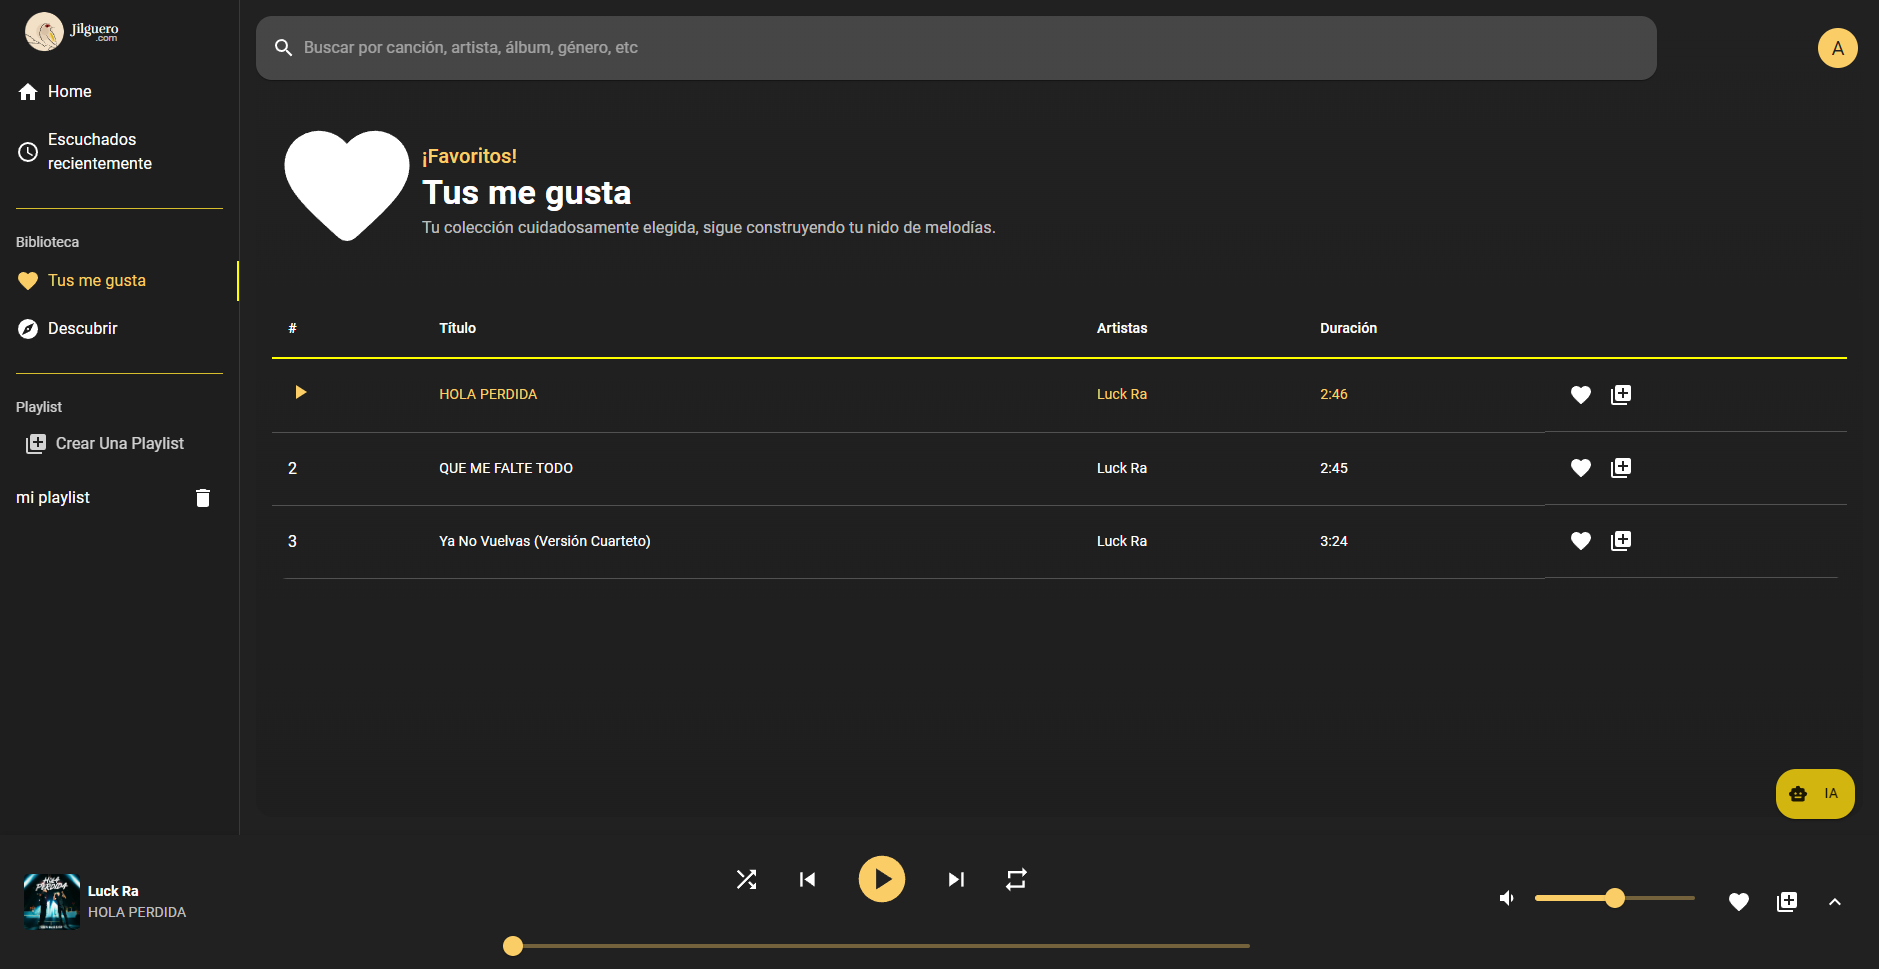 Jilguero
.com
Home
Escuchados
recientemente
Biblioteca
Tus me gusta
Descubrir
Playlist
Crear Una Playlist
mi playlist
Buscar por canción, artista, álbum, género, etc
A
¡Favoritos!
Tus me gusta
Tu colección cuidadosamente elegida, sigue construyendo tu nido de melodías.
# Título Artistas Duración
HOLA PERDIDA Luck Ra 2:46
2 QUE ME FALTE TODO Luck Ra 2:45
3 Ya No Vuelvas (Versión Cuarteto) Luck Ra 3:24
IA
HOLA
PERDIDA
Luck Ra
HOLA PERDIDA